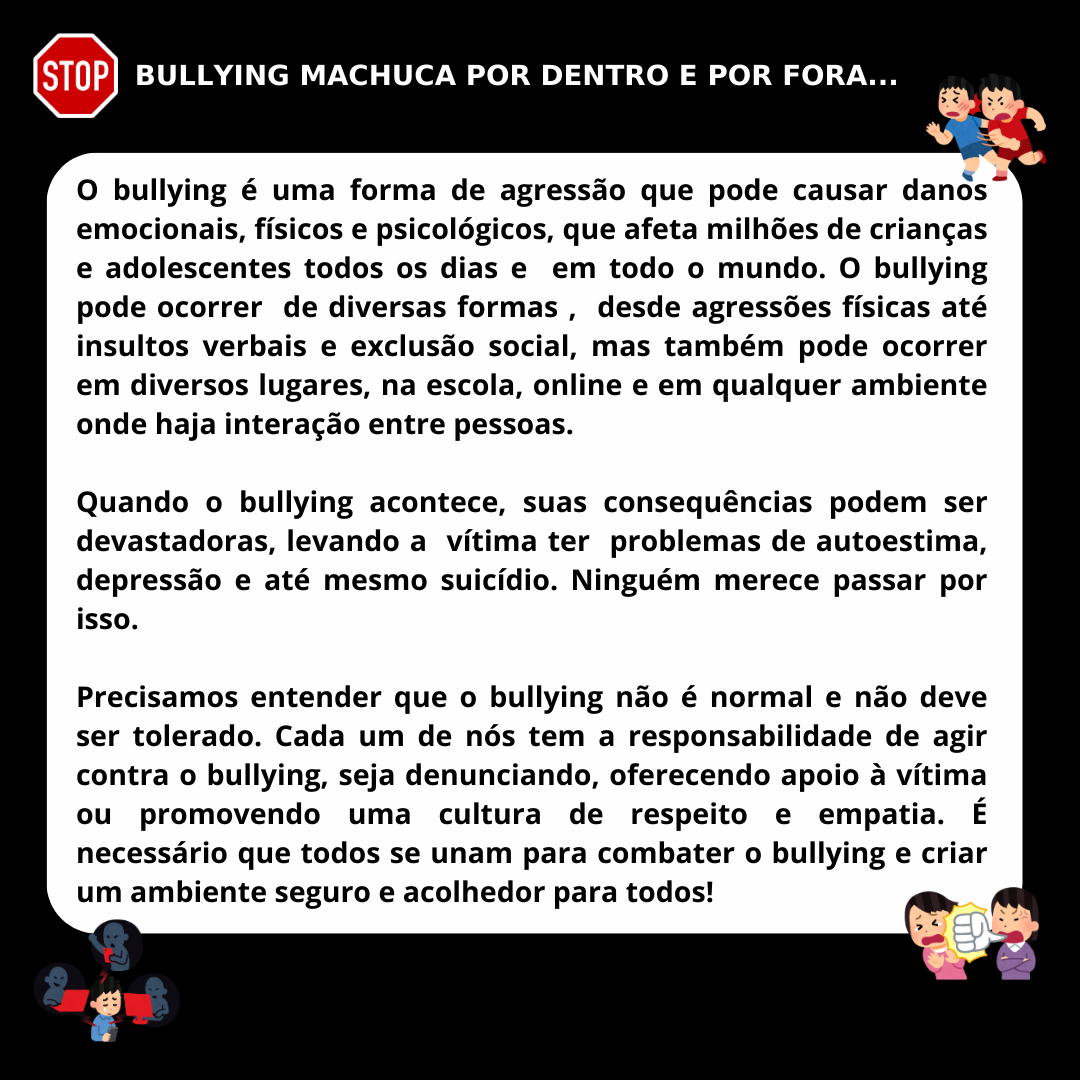 STOP
BULLYING MACHUCA POR DENTRO E POR FORA...
O bullying é uma forma de agressão que pode causar danos
emocionais, físicos e psicológicos, que afeta milhões de crianças
e adolescentes todos os dias e  em todo o mundo. O bullying
pode ocorrer  de diversas formas ,  desde agressões físicas até
insultos verbais e exclusão social, mas também pode ocorrer
em diversos lugares, na escola, online e em qualquer ambiente
onde haja interação entre pessoas.
Quando o bullying acontece, suas consequências podem ser
devastadoras, levando a  vítima ter  problemas de autoestima,
depressão e até mesmo suicídio. Ninguém merece passar por
isso.
Precisamos entender que o bullying não é normal e não deve
ser tolerado. Cada um de nós tem a responsabilidade de agir
contra o bullying, seja denunciando, oferecendo apoio à vítima
ou promovendo uma cultura de respeito e empatia. É
necessário que todos se unam para combater o bullying e criar
um ambiente seguro e acolhedor para todos!